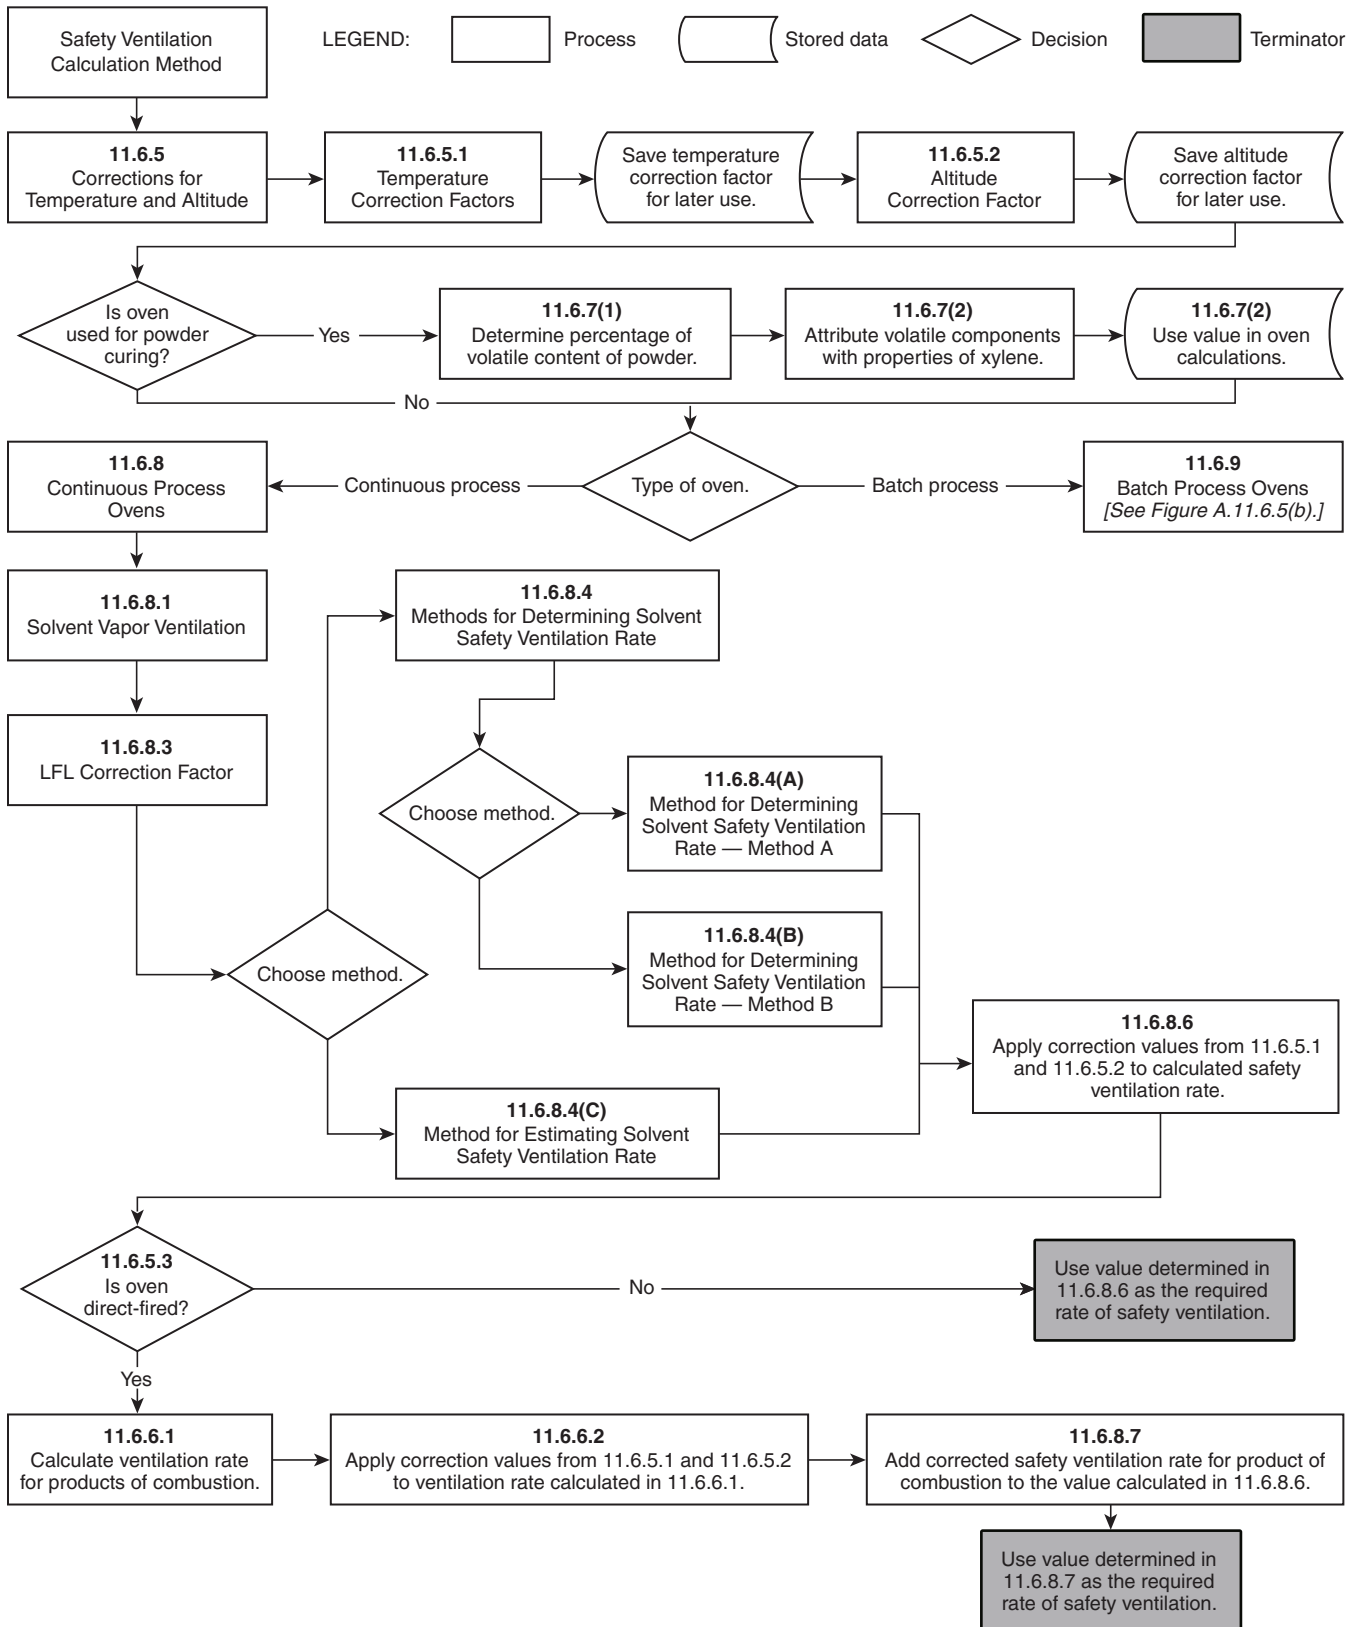 Safety Ventilation
Calculation Method
LEGEND:
Process
Stored data
Decision
Terminator
11.6.5
Corrections for
Temperature and Altitude
11.6.5.1
Temperature
Correction Factors
Save temperature
correction factor
for later use.
11.6.5.2
Altitude
Correction Factor
Save altitude
correction factor
for later use.
Is oven
used for powder
curing?
Yes
11.6.7(1)
Determine percentage of
volatile content of powder.
11.6.7(2)
Attribute volatile components
with properties of xylene.
11.6.7(2)
Use value in oven
calculations.
No
11.6.8
Continuous Process
Ovens
Continuous process
Type of oven.
Batch process
11.6.9
Batch Process Ovens
[See Figure A.11.6.5(b).]
11.6.8.1
Solvent Vapor Ventilation
11.6.8.4
Methods for Determining Solvent
Safety Ventilation Rate
11.6.8.3
LFL Correction Factor
Choose method.
11.6.8.4(A)
Method for Determining
Solvent Safety Ventilation
Rate — Method A
11.6.8.4(B)
Method for Determining
Solvent Safety Ventilation
Rate — Method B
Choose method.
11.6.8.6
Apply correction values from 11.6.5.1
and 11.6.5.2 to calculated safety
ventilation rate.
11.6.8.4(C)
Method for Estimating Solvent
Safety Ventilation Rate
11.6.5.3
Is oven
direct-fired?
No
Use value determined in
11.6.8.6 as the required
rate of safety ventilation.
Yes
11.6.6.1
Calculate ventilation rate
for products of combustion.
11.6.6.2
Apply correction values from 11.6.5.1 and 11.6.5.2
to ventilation rate calculated in 11.6.6.1.
11.6.8.7
Add corrected safety ventilation rate for product of
combustion to the value calculated in 11.6.8.6.
Use value determined in
11.6.8.7 as the required
rate of safety ventilation.